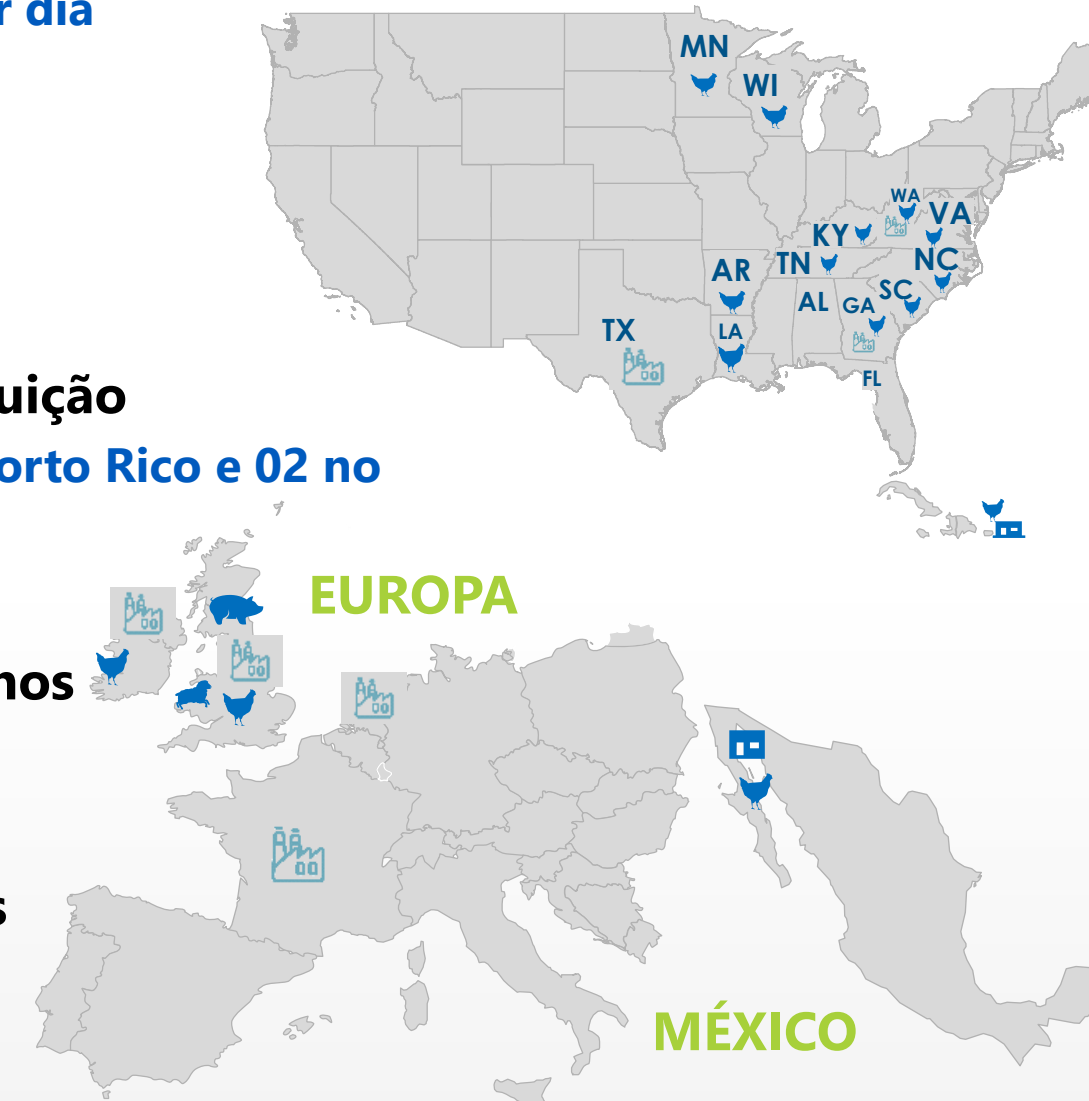 r dia
MN
WI
WA
VA
KY
NC
TN
AR
SC
AL
GA
TX
LA
FL
uição
orto Rico e 02 no
EUROPA
nos
s
MÉXICO